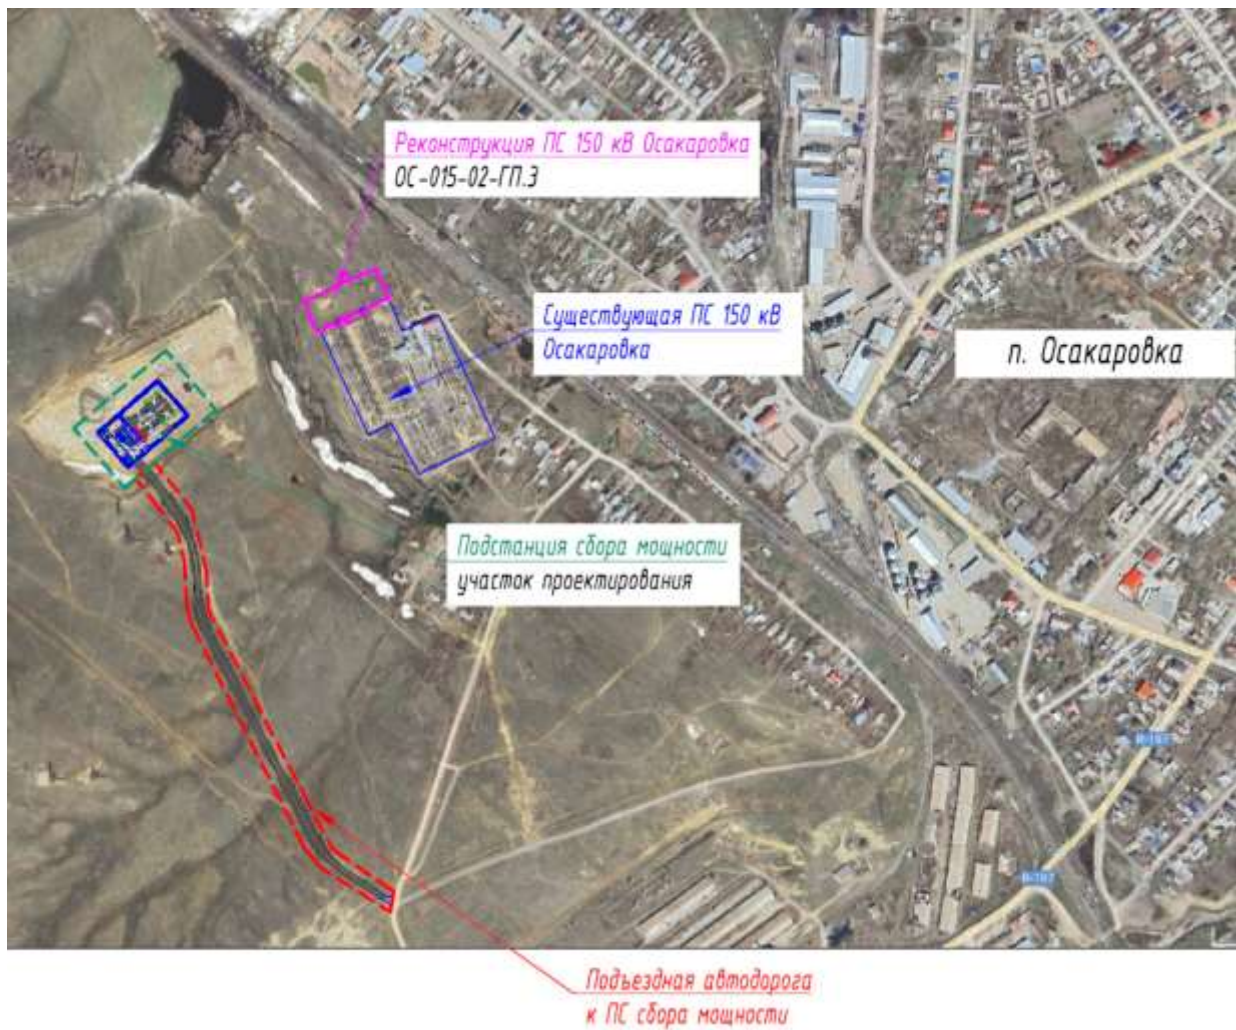 Реконструкция ПС 150 кВ Осакаровка
ОС-015-02-ГП.3
Существующая ПС 150 кВ
Осакаровка
п. Осакаровка
Подстанция сбора мощности
участок проектирования
Подъездная автодорога
к ПС сбора мощности